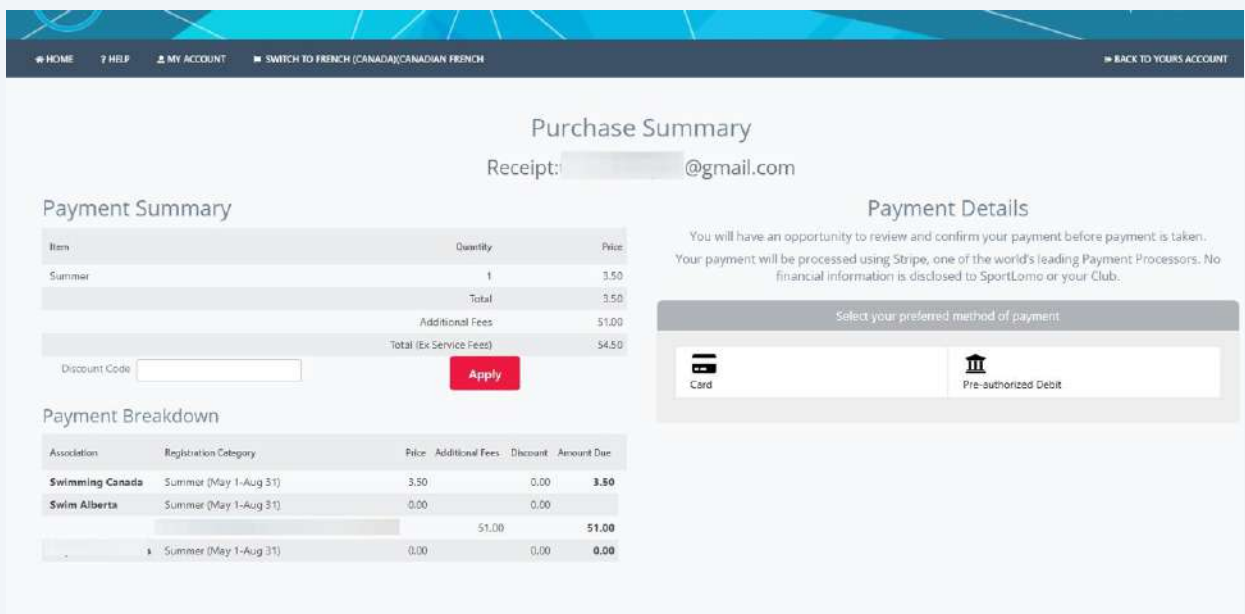 HOME ? HELP MY ACCOUNT SWITCH TO FRENCH (CANADA)(CANADIAN FRENCH BACK TO YOURS ACCOUNT
Purchase Summary
Receipt: @gmail.com
Payment Summary
Item Quantity Price
Summer 1 3.50
Total 3.50
Additional Fees 51.00
Total (Ex Service Fees) 54.50
Discount Code Apply
Payment Breakdown
Association Registration Category Price Additional Fees Discount Amount Due
Swimming Canada Summer (May 1-Aug 31) 3.50 0.00 3.50
Swim Alberta Summer (May 1-Aug 31) 0.00 0.00
51.00 51.00
s Summer (May 1-Aug 31) 0.00 0.00 0.00
Payment Details
You will have an opportunity to review and confirm your payment before payment is taken.
Your payment will be processed using Stripe, one of the world's leading Payment Processors. No
financial information is disclosed to SportLomo or your Club.
Select your preferred method of payment
Card Pre-authorized Debit